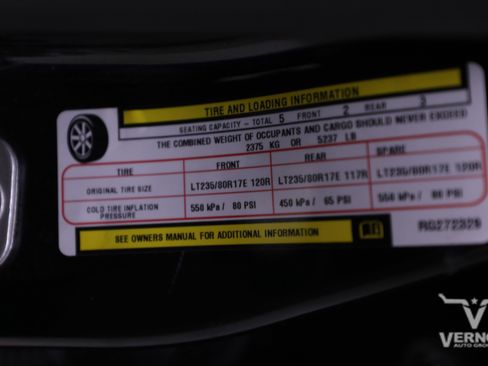 TIRE AND LOADING INFORMATION
SEATING CAPACITY - TOTAL 5 FRONT 2 REAR 3
THE COMBINED WEIGHT OF OCCUPANTS AND CARGO SHOULD NEVER EXCEED
2375 KG OR 5237 LB
TIRE FRONT REAR SPARE
ORIGINAL TIRE SIZE LT235/80R17E 120R LT235/80R17E 117R LT235/80R17E 120R
COLD TIRE INFLATION PRESSURE 550 kPa / 80 PSI 450 kPa / 65 PSI 550 kPa / 80 PSI
SEE OWNERS MANUAL FOR ADDITIONAL INFORMATION
RG272329
VERNO
AUTO GROU